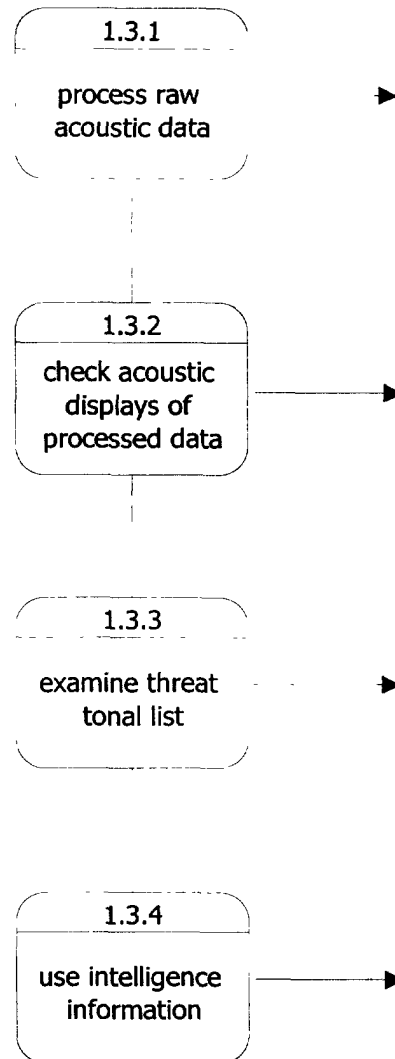 1.3.1
process raw
acoustic data
1.3.2
check acoustic
displays of
processed data
1.3.3
examine threat
tonal list
1.3.4
use intelligence
information